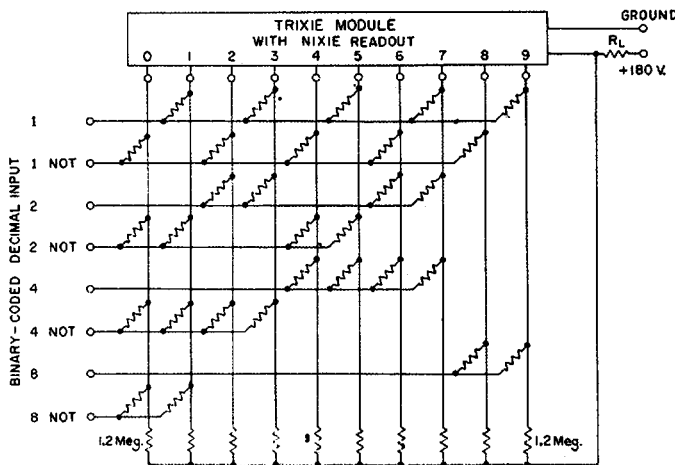 TRIXIE MODULE
WITH NIXIE READOUT
0 1 2 3 4 5 6 7 8 9
GROUND
RL
+180 V.
BINARY-CODED DECIMAL INPUT
1
1 NOT
2
2 NOT
4
4 NOT
8
8 NOT
1.2 Meg.
1.2 Meg.